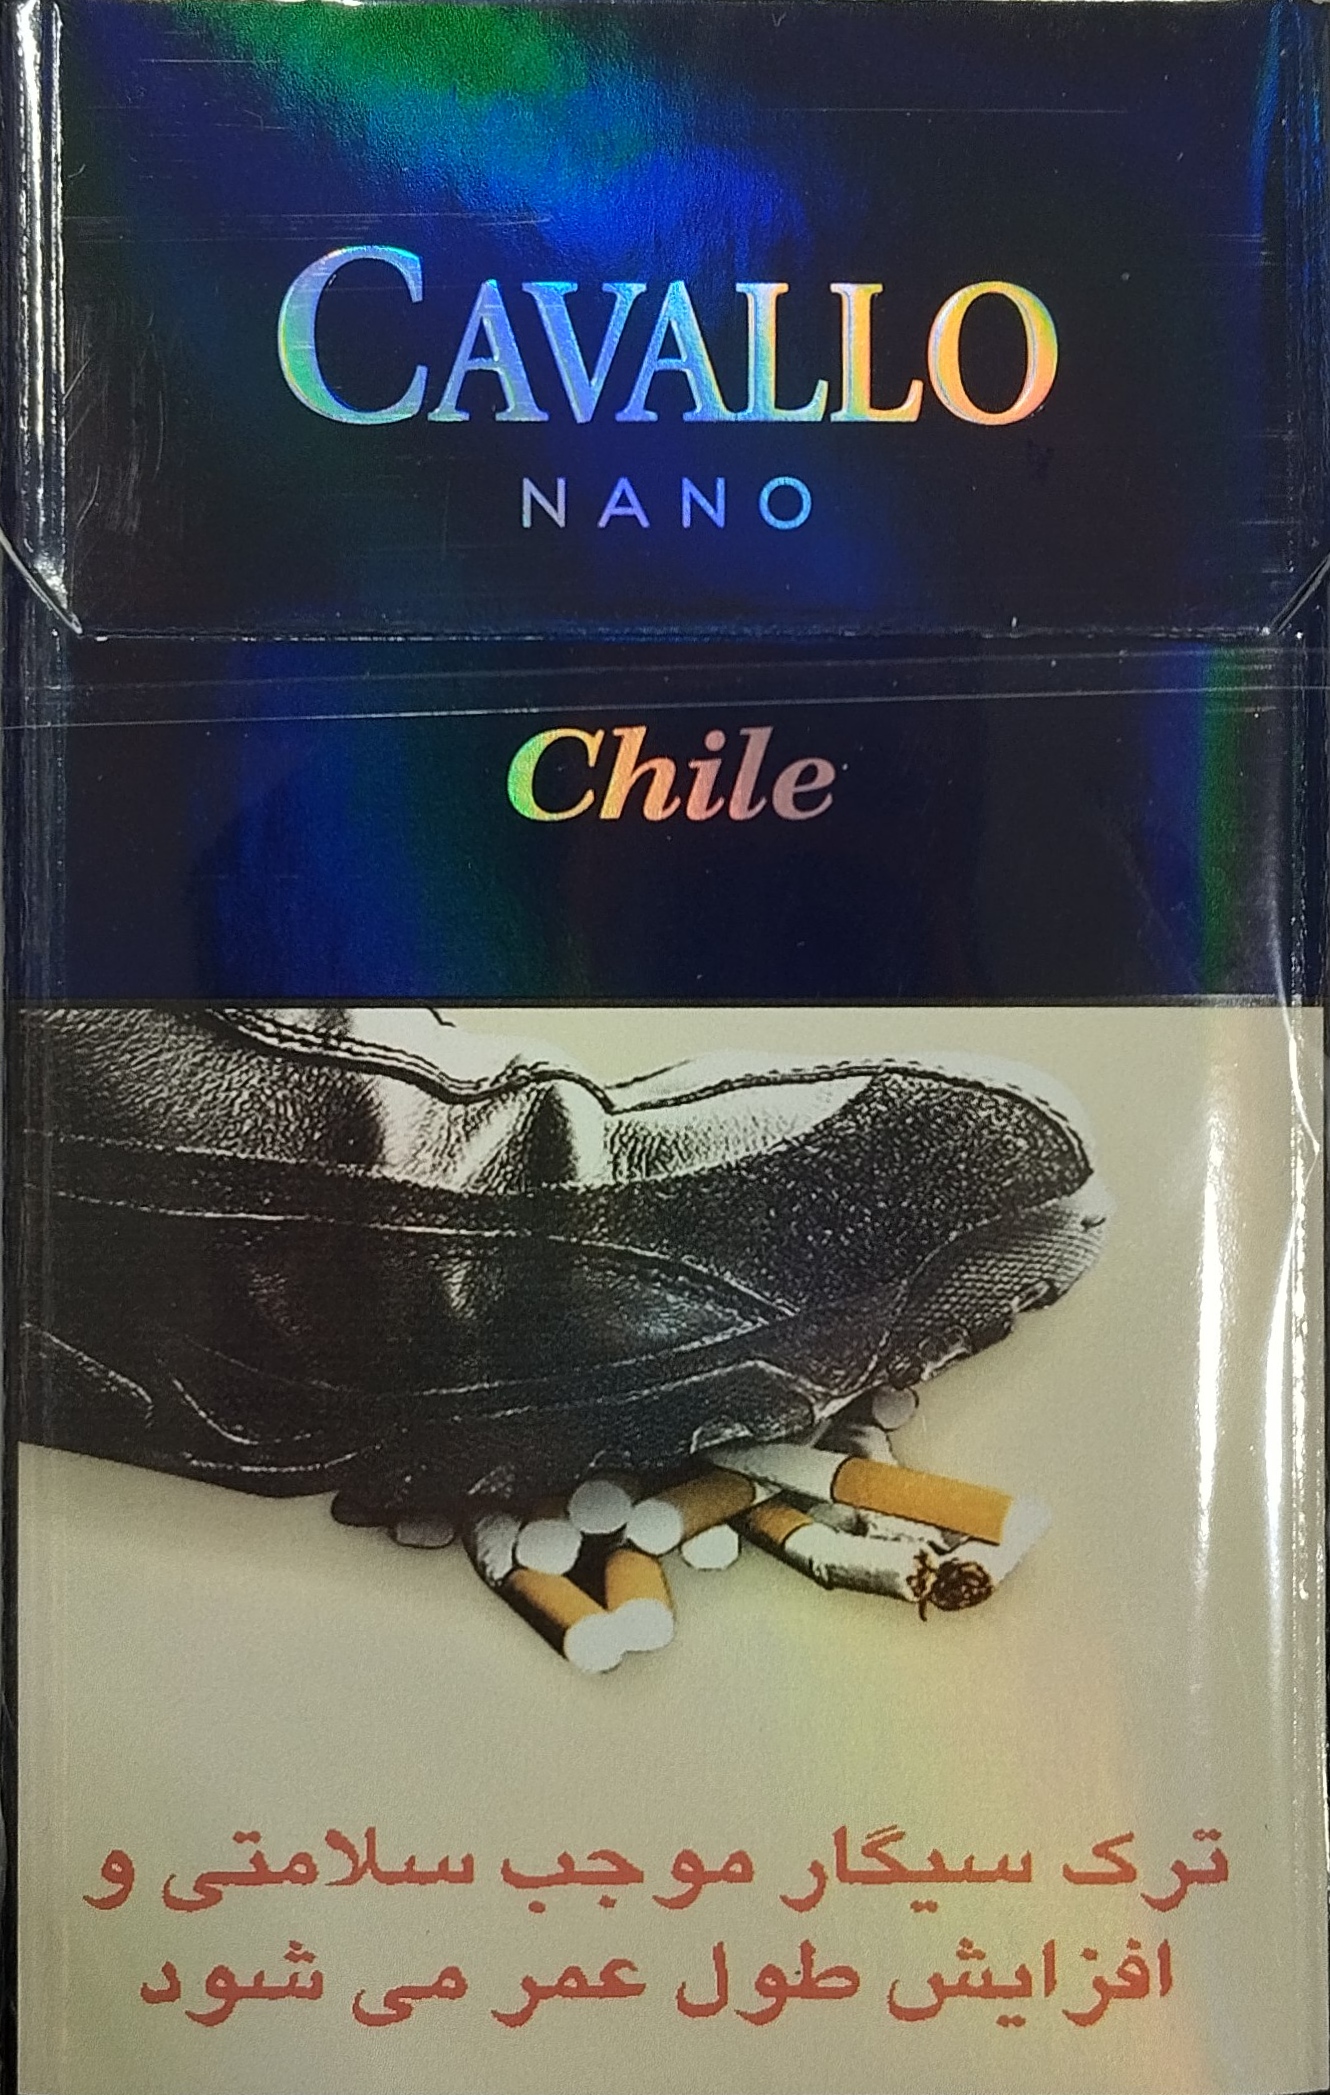 CAVALLO
NANO
Chile
ترک سیگار موجب سلامتی و
افزایش طول عمر می شود